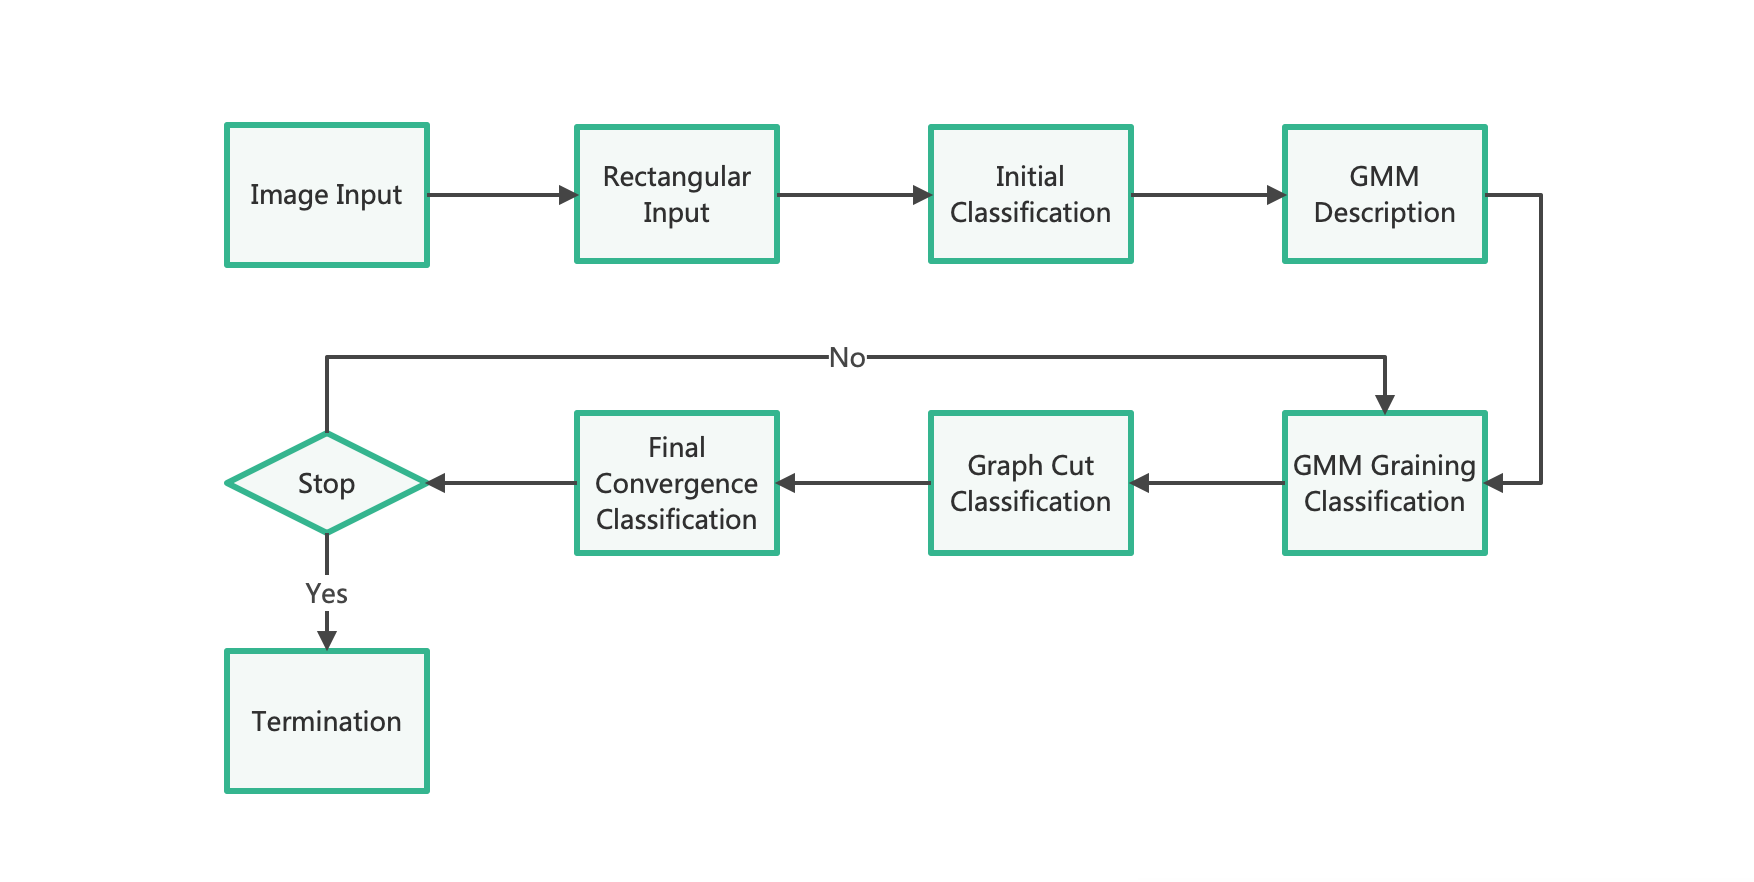 Image Input
Rectangular
Input
Initial
Classification
GMM
Description
No
Stop
Final
Convergence
Classification
Graph Cut
Classification
GMM Graining
Classification
Yes
Termination